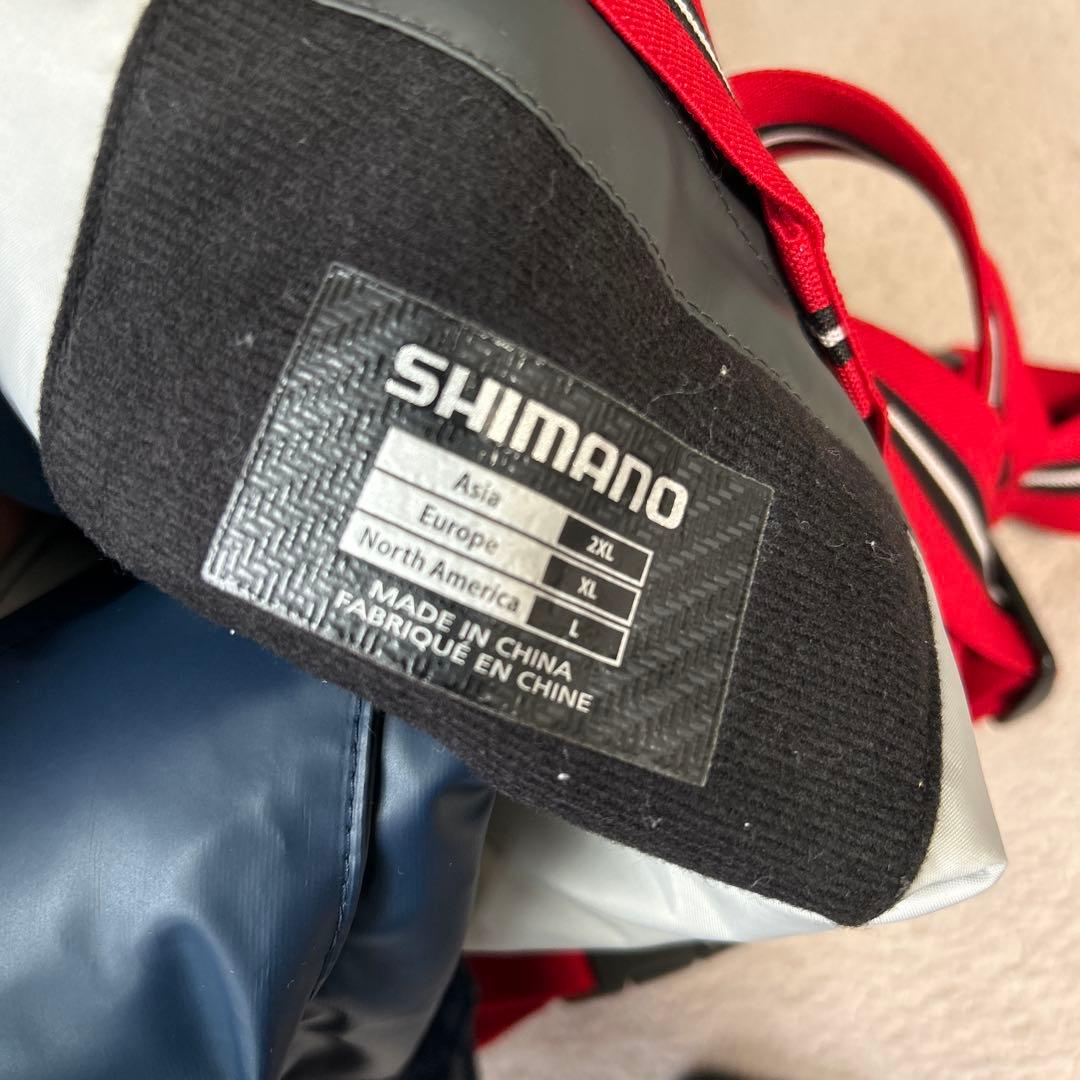 SHIMANO
Asia 2XL
Europe XL
North America L
MADE IN CHINA
FABRIQUÉ EN CHINE